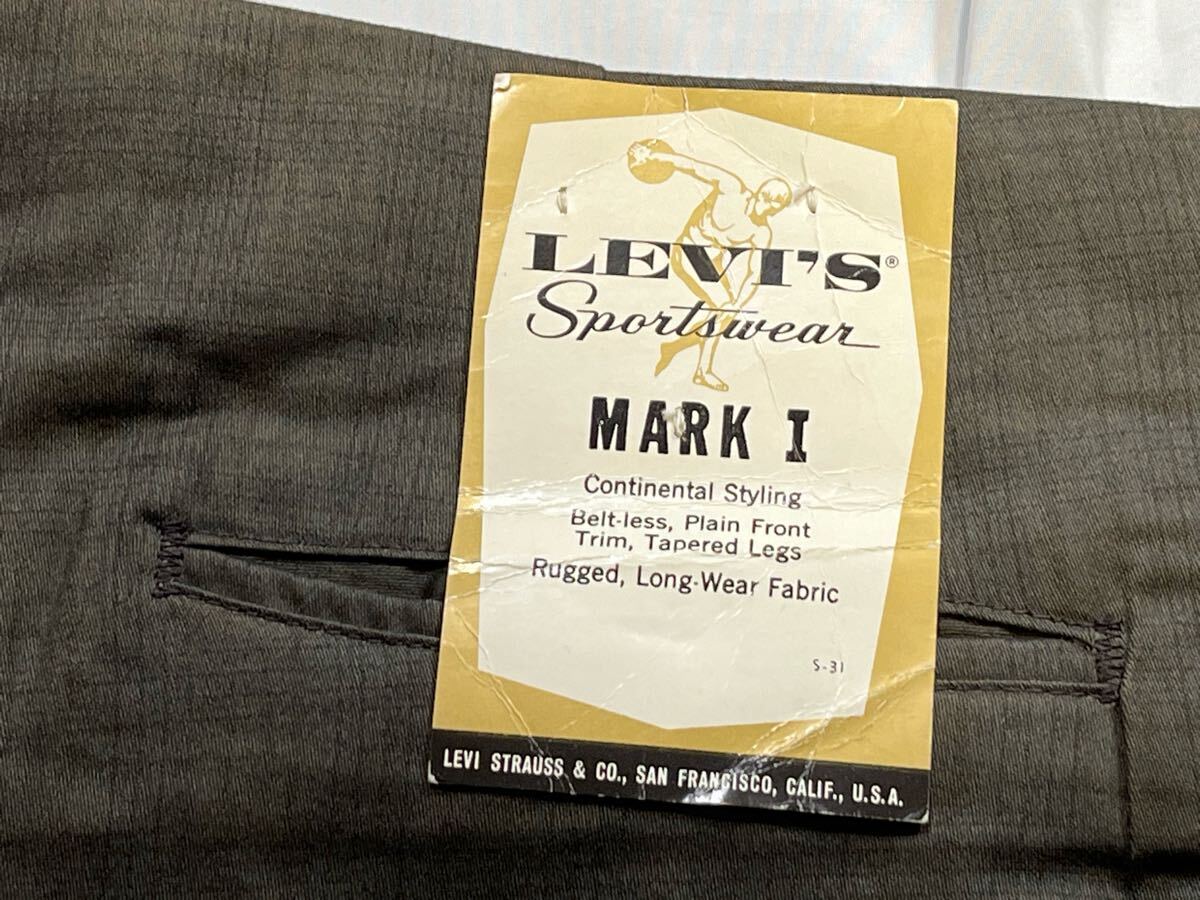 LEVI'S®
Sportswear
MARK I
Continental Styling
Belt-less, Plain Front
Trim, Tapered Legs
Rugged, Long-Wear Fabric
S-31
LEVI STRAUSS & CO., SAN FRANCISCO, CALIF., U.S.A.